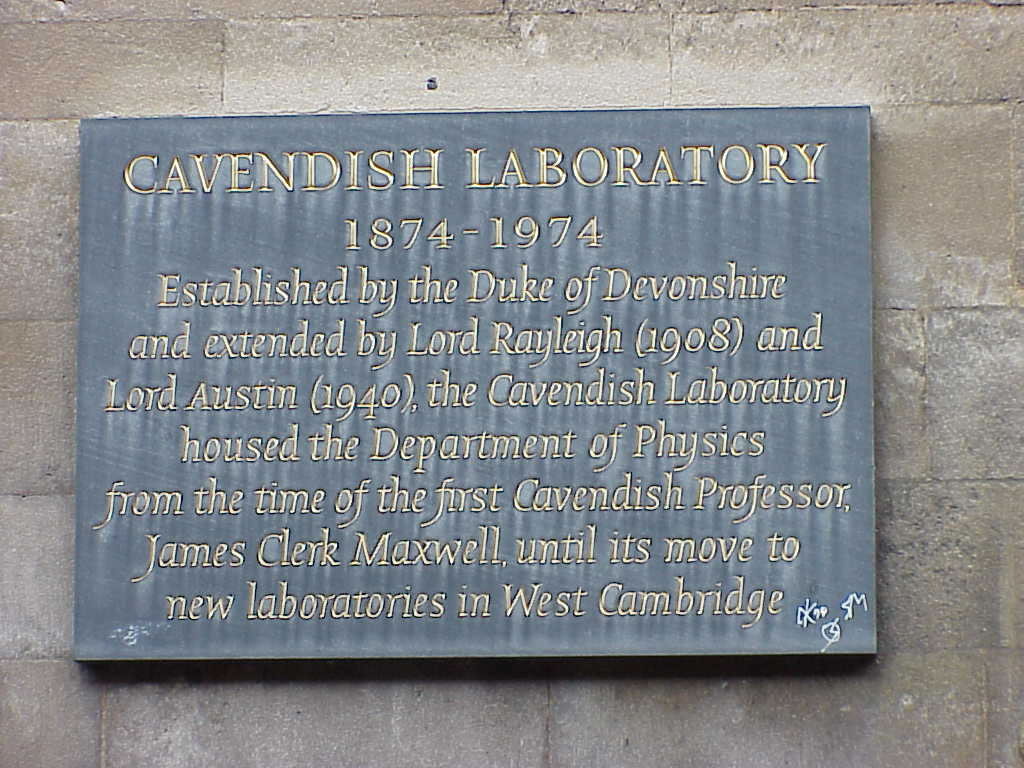 CAVENDISH LABORATORY
1874-1974
Established by the Duke of Devonshire
and extended by Lord Rayleigh (1908) and
Lord Austin (1940), the Cavendish Laboratory
housed the Department of Physics
from the time of the first Cavendish Professor,
James Clerk Maxwell, until its move to
new laboratories in West Cambridge